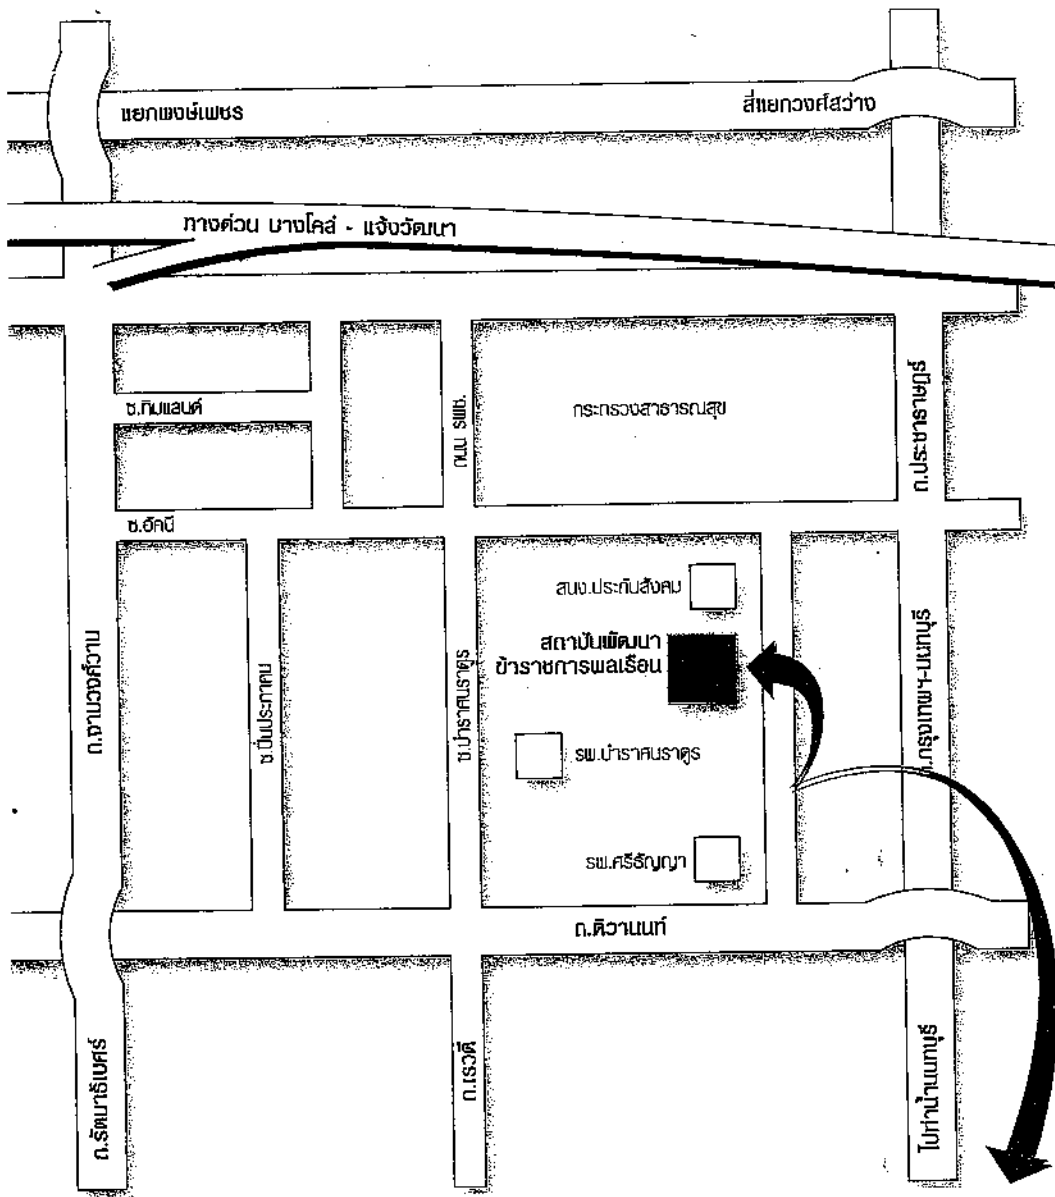 แยกพงษ์เพชร
สี่แยกวงศ์สว่าง
ทางด่วน บางโคล่ - แจ้งวัฒนา
ซ.ทิมแลนด์
ถนน รพช.
กระทรวงสาธารณสุข
ถ.ประชาราษฎร์
ซ.อัคนี
สนง.ประกันสังคม
สถาบันพัฒนา
ข้าราชการพลเรือน
ถ.งามวงศ์วาน
ซ.ปิ่นประภาคม
ซ.บำราศนราดูร
รพ.บำราศนราดูร
ถ.กรุงเทพฯ-นนทบุรี
รพ.ศรีธัญญา
ถ.ติวานนท์
ถ.รัตนาธิเบศร์
ถ.เรวดี
ไปท่าน้ำนนทบุรี